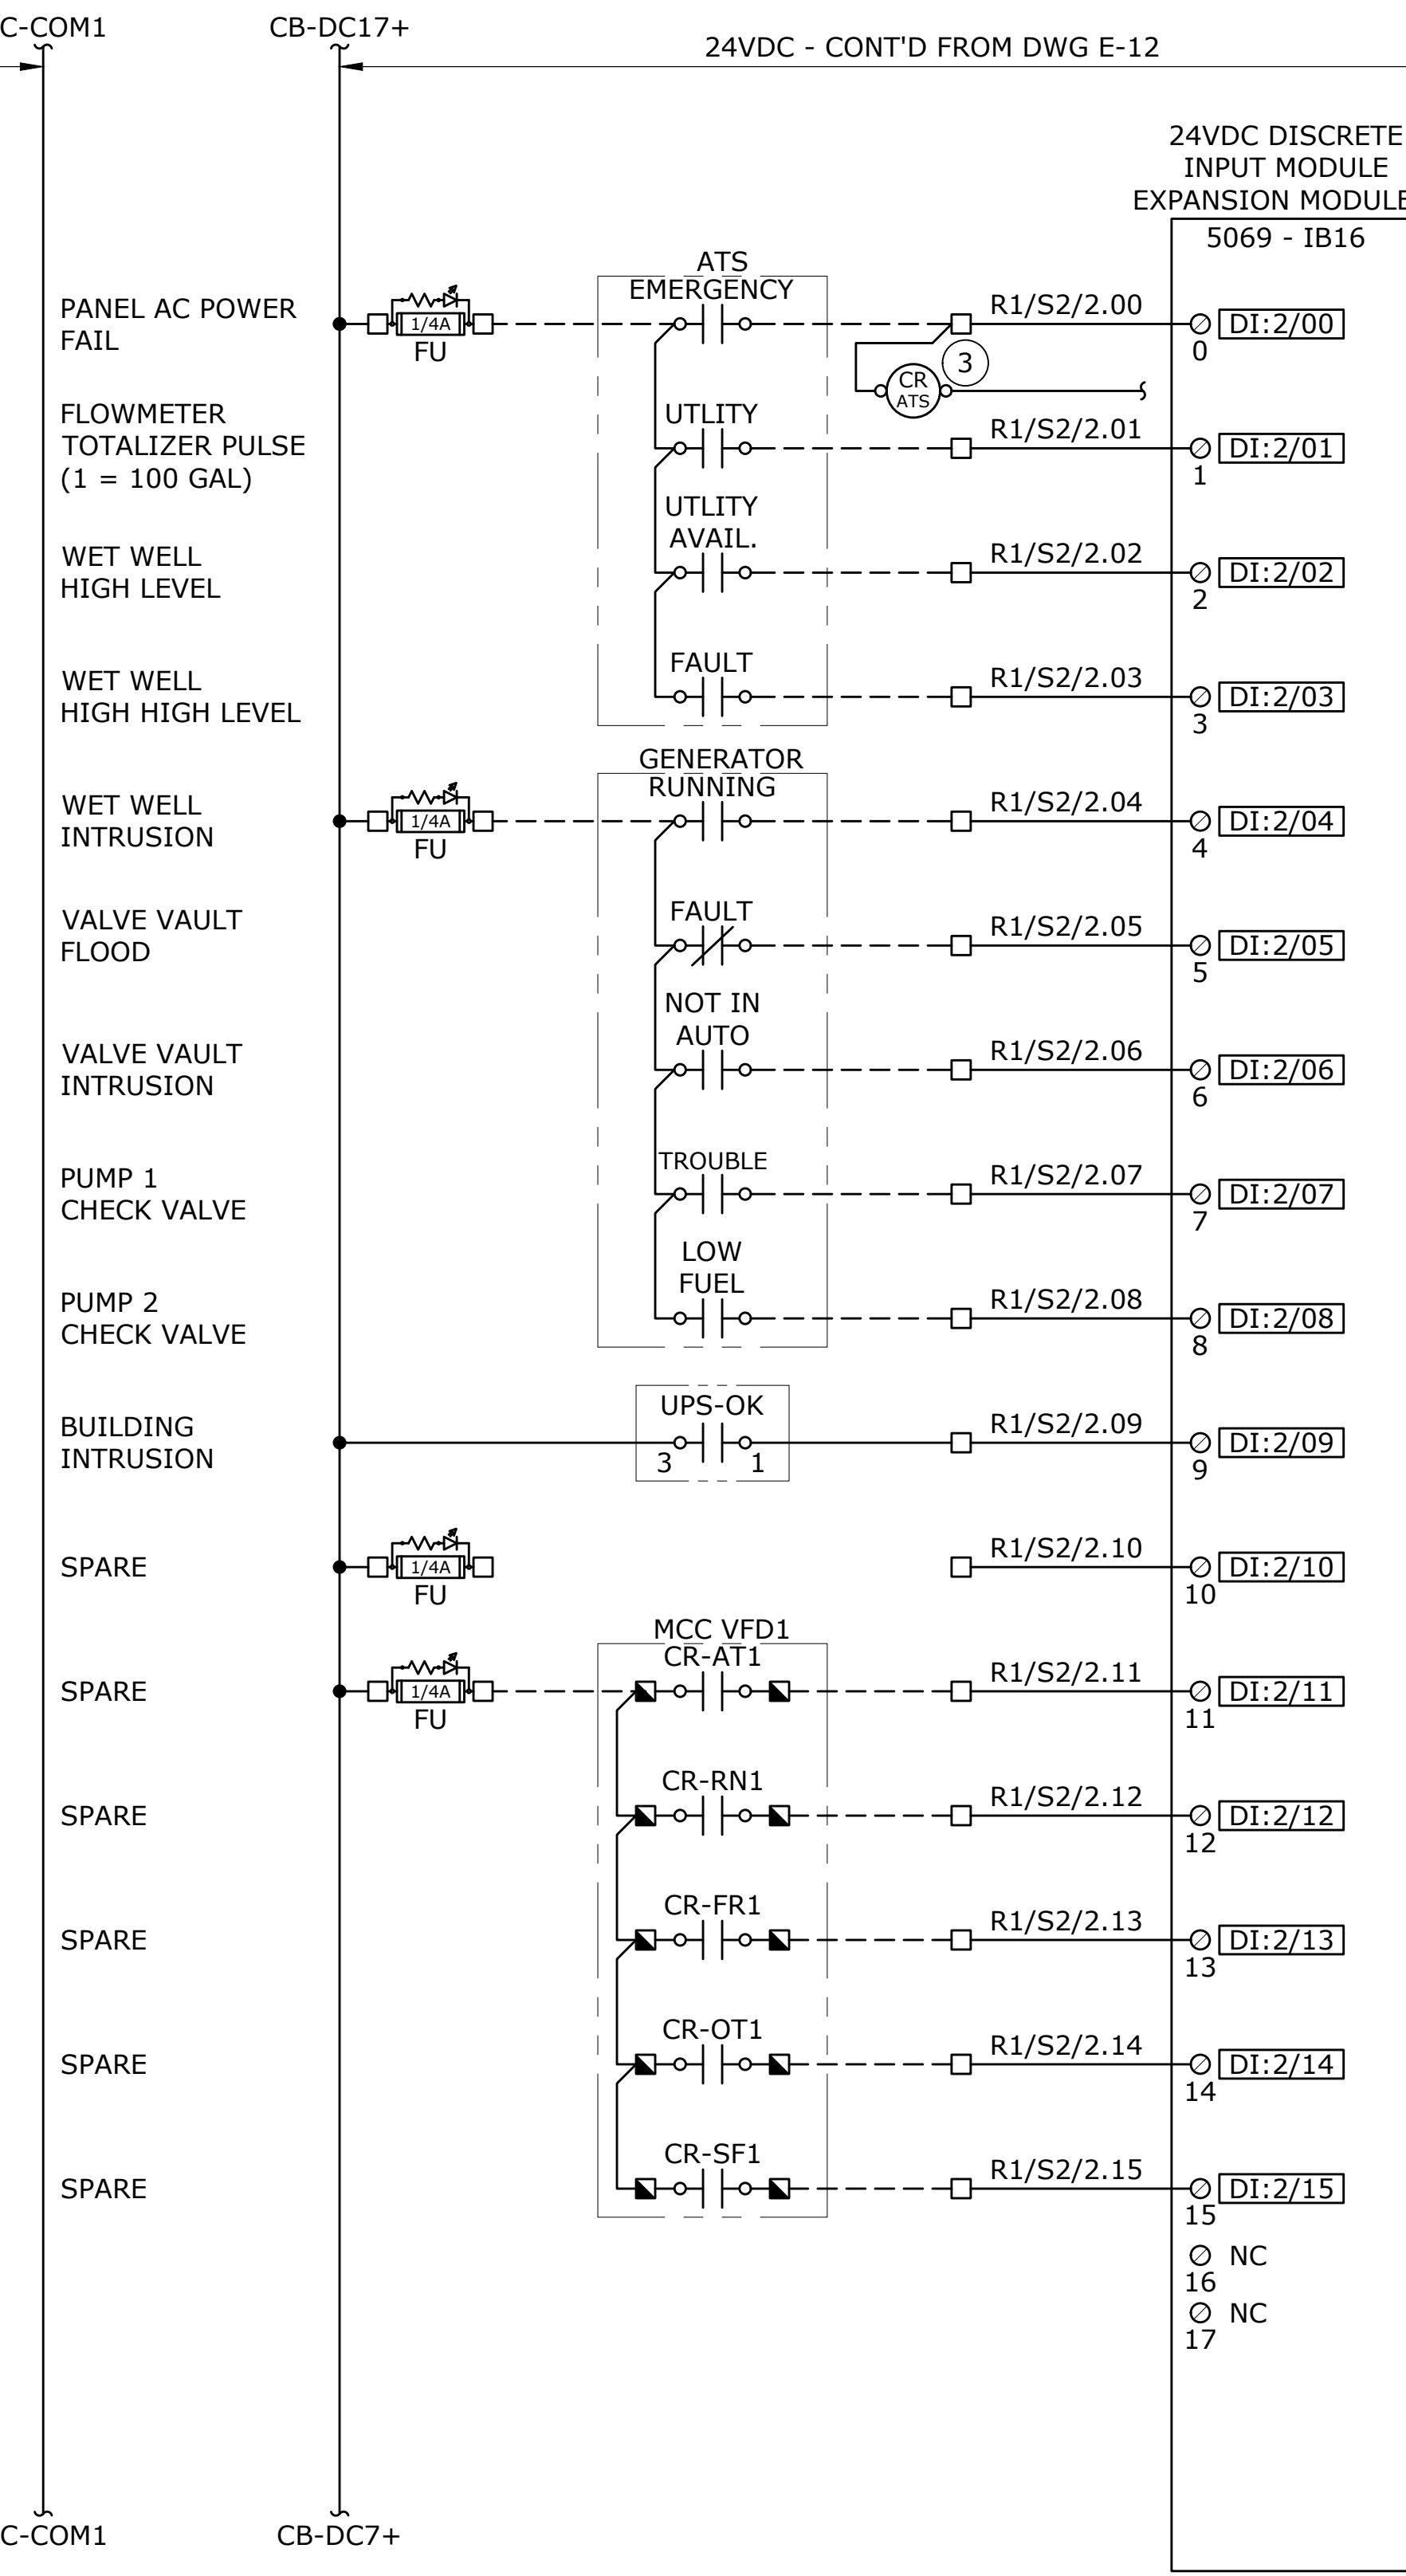 C-COM1
CB-DC17+
24VDC - CONT'D FROM DWG E-12
24VDC DISCRETE
INPUT MODULE
EXPANSION MODULE
5069 - IB16
PANEL AC POWER
FAIL
1/4A
FU
ATS
EMERGENCY
R1/S2/2.00
DI:2/00
0
CR
ATS
3
FLOWMETER
TOTALIZER PULSE
(1 = 100 GAL)
UTLITY
R1/S2/2.01
DI:2/01
1
WET WELL
HIGH LEVEL
UTLITY
AVAIL.
R1/S2/2.02
DI:2/02
2
WET WELL
HIGH HIGH LEVEL
FAULT
R1/S2/2.03
DI:2/03
3
WET WELL
INTRUSION
1/4A
FU
GENERATOR
RUNNING
R1/S2/2.04
DI:2/04
4
VALVE VAULT
FLOOD
FAULT
R1/S2/2.05
DI:2/05
5
VALVE VAULT
INTRUSION
NOT IN
AUTO
R1/S2/2.06
DI:2/06
6
PUMP 1
CHECK VALVE
TROUBLE
R1/S2/2.07
DI:2/07
7
PUMP 2
CHECK VALVE
LOW
FUEL
R1/S2/2.08
DI:2/08
8
BUILDING
INTRUSION
UPS-OK
3
1
R1/S2/2.09
DI:2/09
9
SPARE
1/4A
FU
R1/S2/2.10
DI:2/10
10
SPARE
1/4A
FU
MCC VFD1
CR-AT1
R1/S2/2.11
DI:2/11
11
SPARE
CR-RN1
R1/S2/2.12
DI:2/12
12
SPARE
CR-FR1
R1/S2/2.13
DI:2/13
13
SPARE
CR-OT1
R1/S2/2.14
DI:2/14
14
SPARE
CR-SF1
R1/S2/2.15
DI:2/15
15
NC
16
NC
17
C-COM1
CB-DC7+